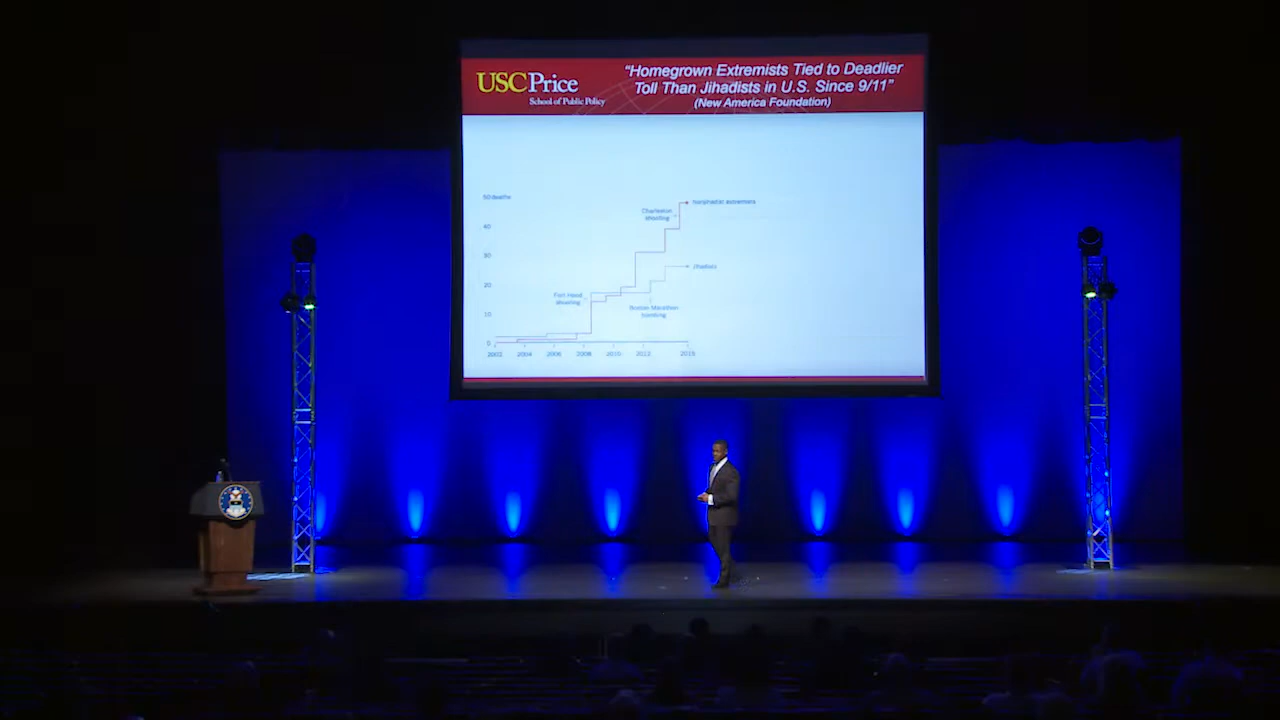 USCPrice
School of Public Policy
"Homegrown Extremists Tied to Deadlier
Toll Than Jihadists in U.S. Since 9/11"
(New America Foundation)
50 deaths
Nonjihadist extremists
Charleston
shooting
40
30
Jihadists
20
Fort Hood
shooting
Boston Marathon
bombing
10
0
2002 2004 2006 2008 2010 2012 2015